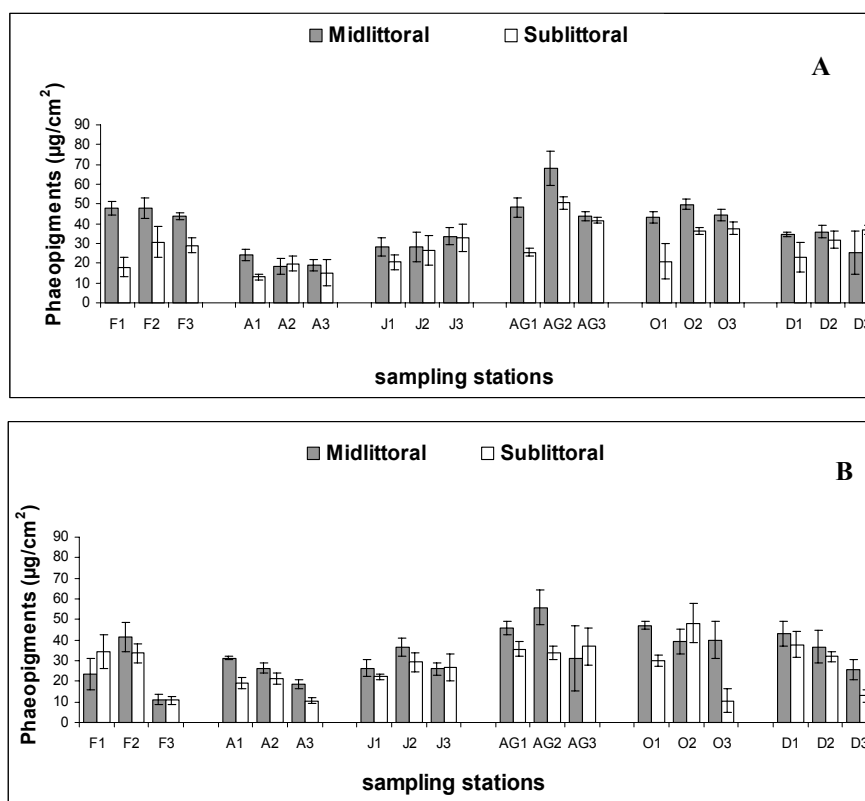 Midlittoral Sublittoral
A
Phaeopigments (µg/cm²)
90
80
70
60
50
40
30
20
10
0
F1 F2 F3 A1 A2 A3 J1 J2 J3 AG1 AG2 AG3 O1 O2 O3 D1 D2 D3
sampling stations
Midlittoral Sublittoral
B
Phaeopigments (µg/cm²)
90
80
70
60
50
40
30
20
10
0
F1 F2 F3 A1 A2 A3 J1 J2 J3 AG1 AG2 AG3 O1 O2 O3 D1 D2 D3
sampling stations